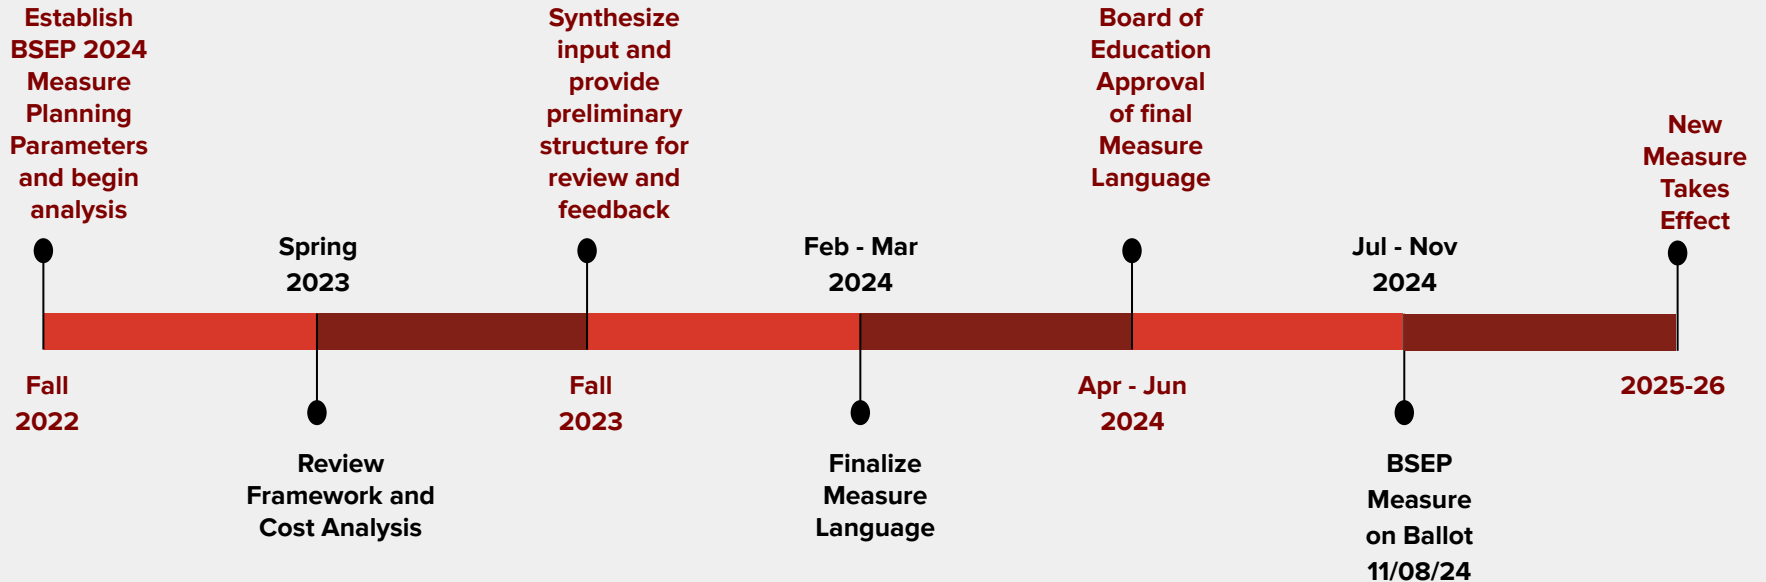 Establish
BSEP 2024
Measure
Planning
Parameters
and begin
analysis
Fall
2022
Spring
2023
Review
Framework and
Cost Analysis
Synthesize
input and
provide
preliminary
structure for
review and
feedback
Fall
2023
Feb - Mar
2024
Finalize
Measure
Language
Board of
Education
Approval
of final
Measure
Language
Apr - Jun
2024
Jul - Nov
2024
BSEP
Measure
on Ballot
11/08/24
New
Measure
Takes
Effect
2025-26